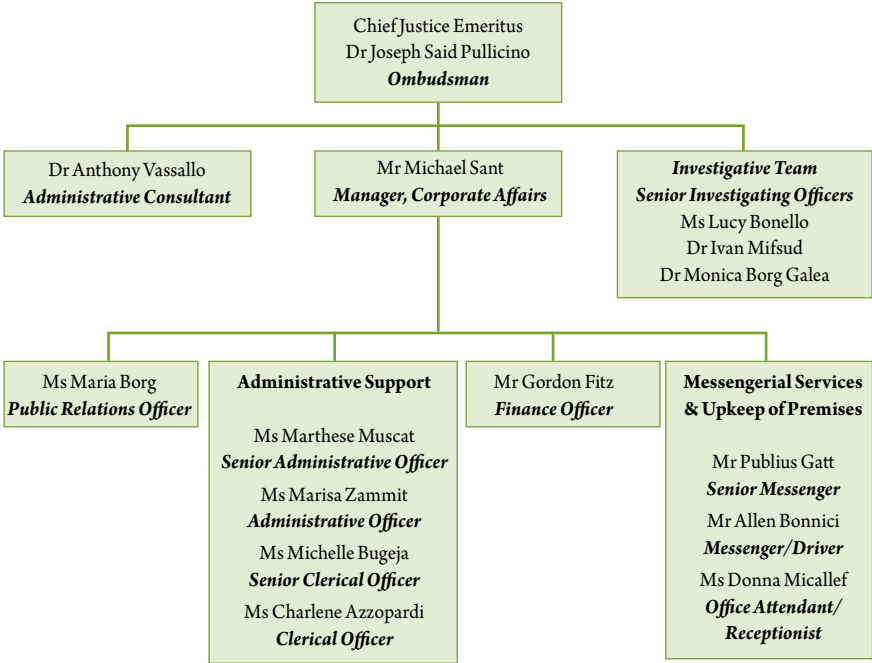 Chief Justice Emeritus
Dr Joseph Said Pullicino
Ombudsman
Dr Anthony Vassallo
Administrative Consultant
Mr Michael Sant
Manager, Corporate Affairs
Investigative Team
Senior Investigating Officers
Ms Lucy Bonello
Dr Ivan Mifsud
Dr Monica Borg Galea
Ms Maria Borg
Public Relations Officer
Administrative Support
Ms Marthese Muscat
Senior Administrative Officer
Ms Marisa Zammit
Administrative Officer
Ms Michelle Bugeja
Senior Clerical Officer
Ms Charlene Azzopardi
Clerical Officer
Mr Gordon Fitz
Finance Officer
Messengerial Services
& Upkeep of Premises
Mr Publius Gatt
Senior Messenger
Mr Allen Bonnici
Messenger/Driver
Ms Donna Micallef
Office Attendant/
Receptionist